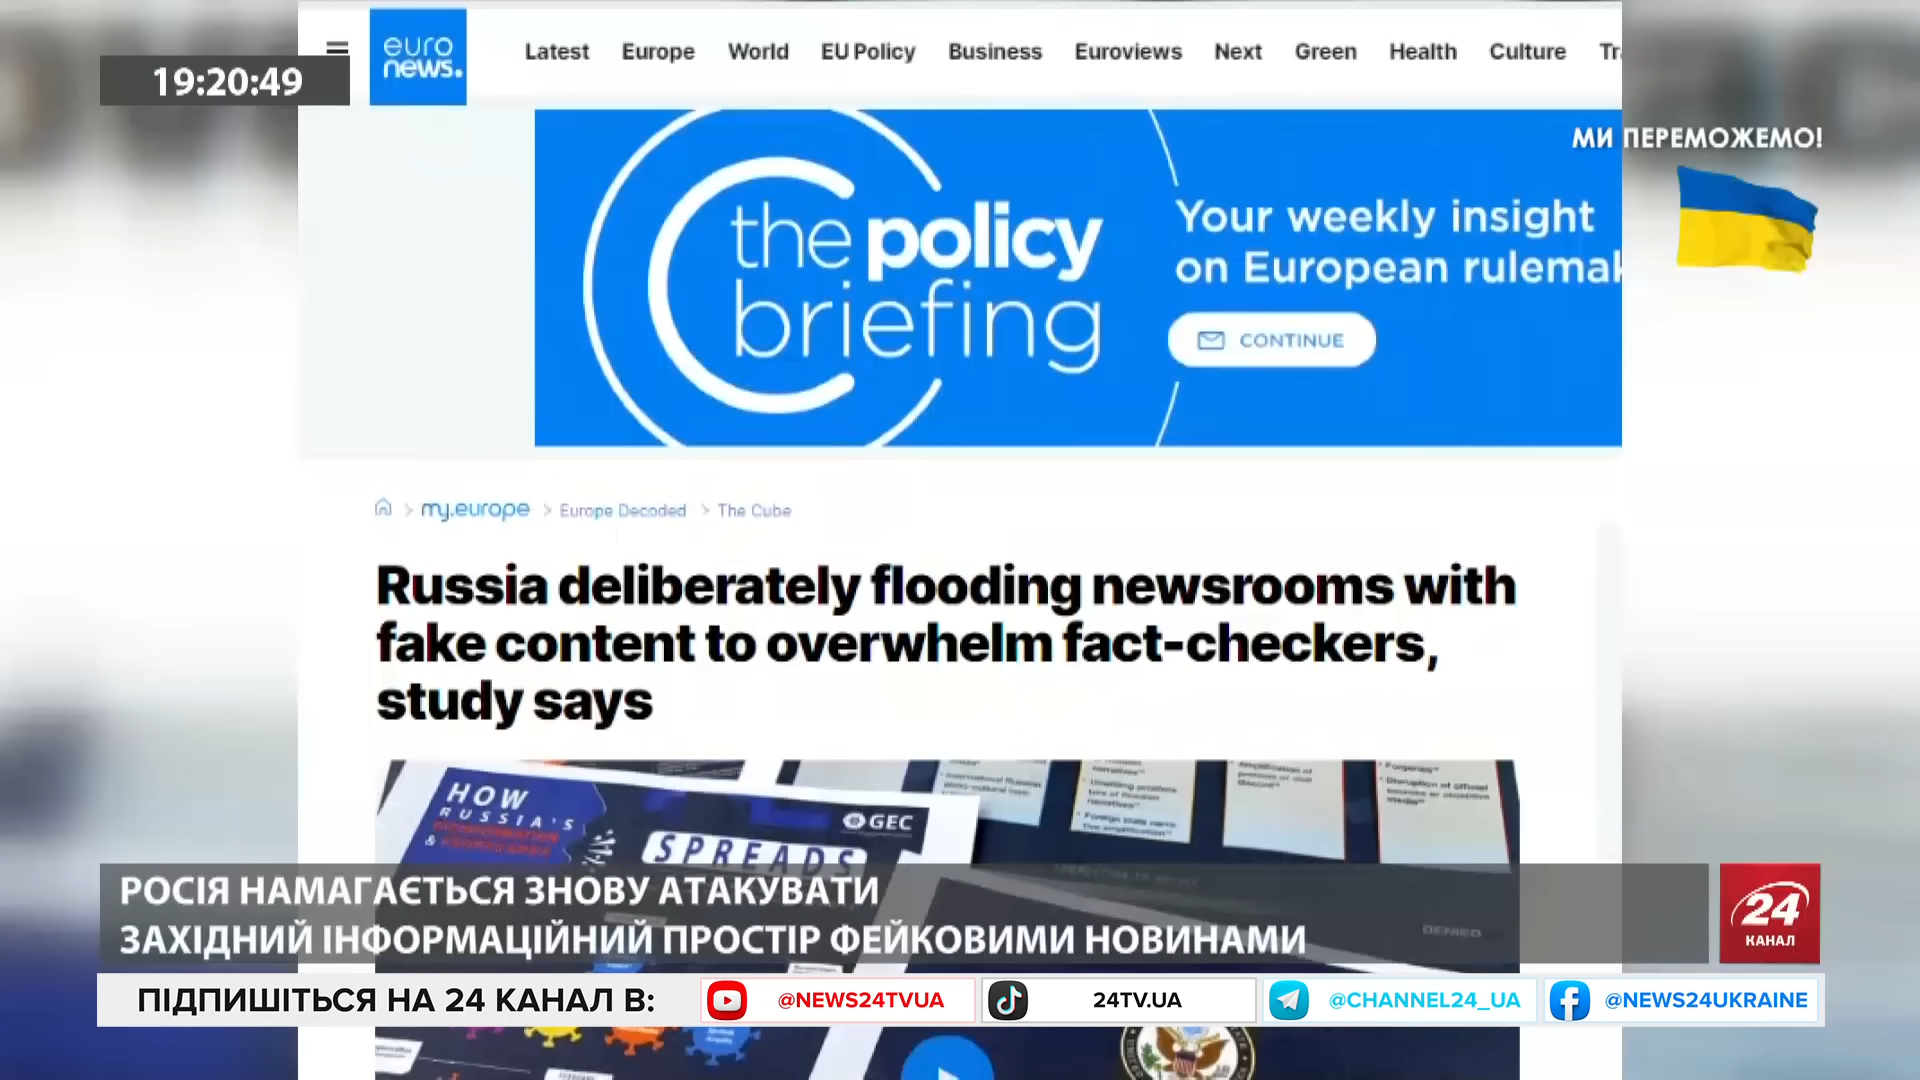 19:20:49
euro
news.
Latest Europe World EU Policy Business Euroviews Next Green Health Culture
МИ ПЕРЕМОЖЕМО!
the policy
briefing
Your weekly insight
on European
CONTINUE
my.europe > Europe Decoded > The Cube
Russia deliberately flooding newsrooms with
fake content to overwhelm fact-checkers,
study says
HOW
RUSSIA'S
GEC
SPREADS
РОСІЯ НАМАГАЄТЬСЯ ЗНОВУ АТАКУВАТИ
ЗАХІДНИЙ ІНФОРМАЦІЙНИЙ ПРОСТІР ФЕЙКОВИМИ НОВИНАМИ
DENIED
24
КАНАЛ
ПІДПИШІТЬСЯ НА 24 КАНАЛ В: @NEWS24TVUA 24TV.UA @CHANNEL24_UA @NEWS24UKRAINE